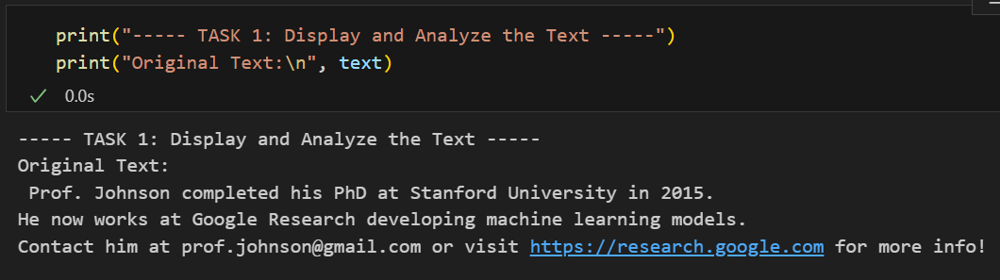 print("----- TASK 1: Display and Analyze the Text -----")
print("Original Text:\n", text)
✓ 0.0s
----- TASK 1: Display and Analyze the Text -----
Original Text:
 Prof. Johnson completed his PhD at Stanford University in 2015.
He now works at Google Research developing machine learning models.
Contact him at prof.johnson@gmail.com or visit https://research.google.com for more info!